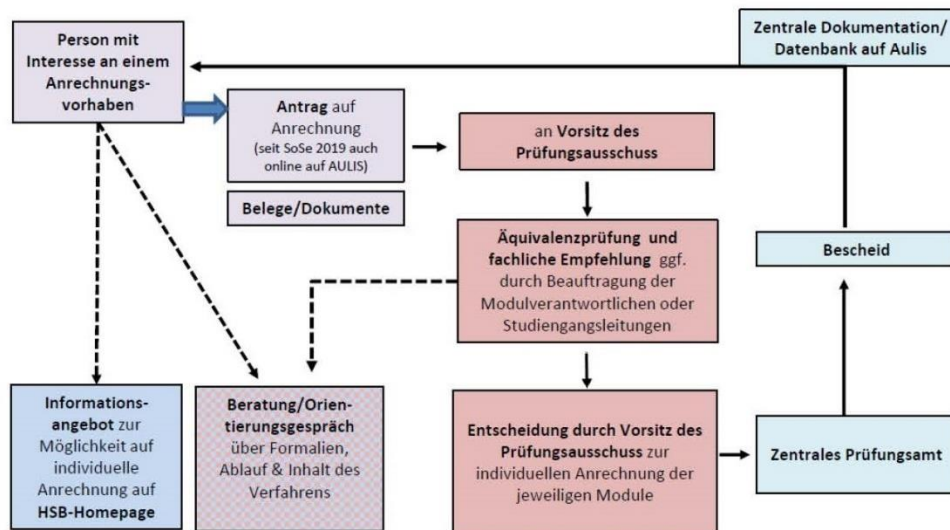 Person mit
Interesse an einem
Anrechnungs-
vorhaben
Zentrale Dokumentation/
Datenbank auf Aulis
Antrag auf
Anrechnung
(seit SoSe 2019 auch
online auf AULIS)
Belege/Dokumente
an Vorsitz des
Prüfungsausschuss
Äquivalenzprüfung und
fachliche Empfehlung ggf.
durch Beauftragung der
Modulverantwortlichen oder
Studiengangsleitungen
Bescheid
Informations-
angebot zur
Möglichkeit auf
individuelle
Anrechnung auf
HSB-Homepage
Beratung/Orien-
tierungsgespräch
über Formalien,
Ablauf & Inhalt des
Verfahrens
Entscheidung durch Vorsitz des
Prüfungsausschuss zur
individuellen Anrechnung der
jeweiligen Module
Zentrales Prüfungsamt